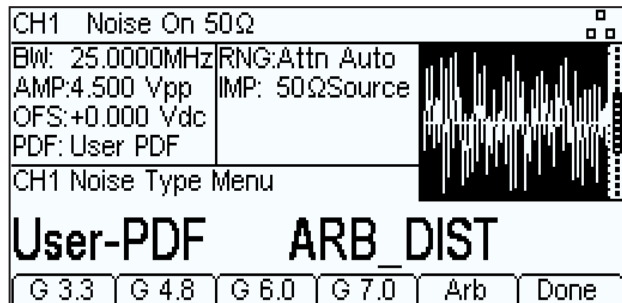 CH1 Noise On 50Ω
BW: 25.0000MHz RNG:Attn Auto
AMP:4.500 Vpp IMP: 50ΩSource
OFS:+0.000 Vdc
PDF: User PDF
CH1 Noise Type Menu
User-PDF ARB_DIST
G 3.3 G 4.8 G 6.0 G 7.0 Arb Done